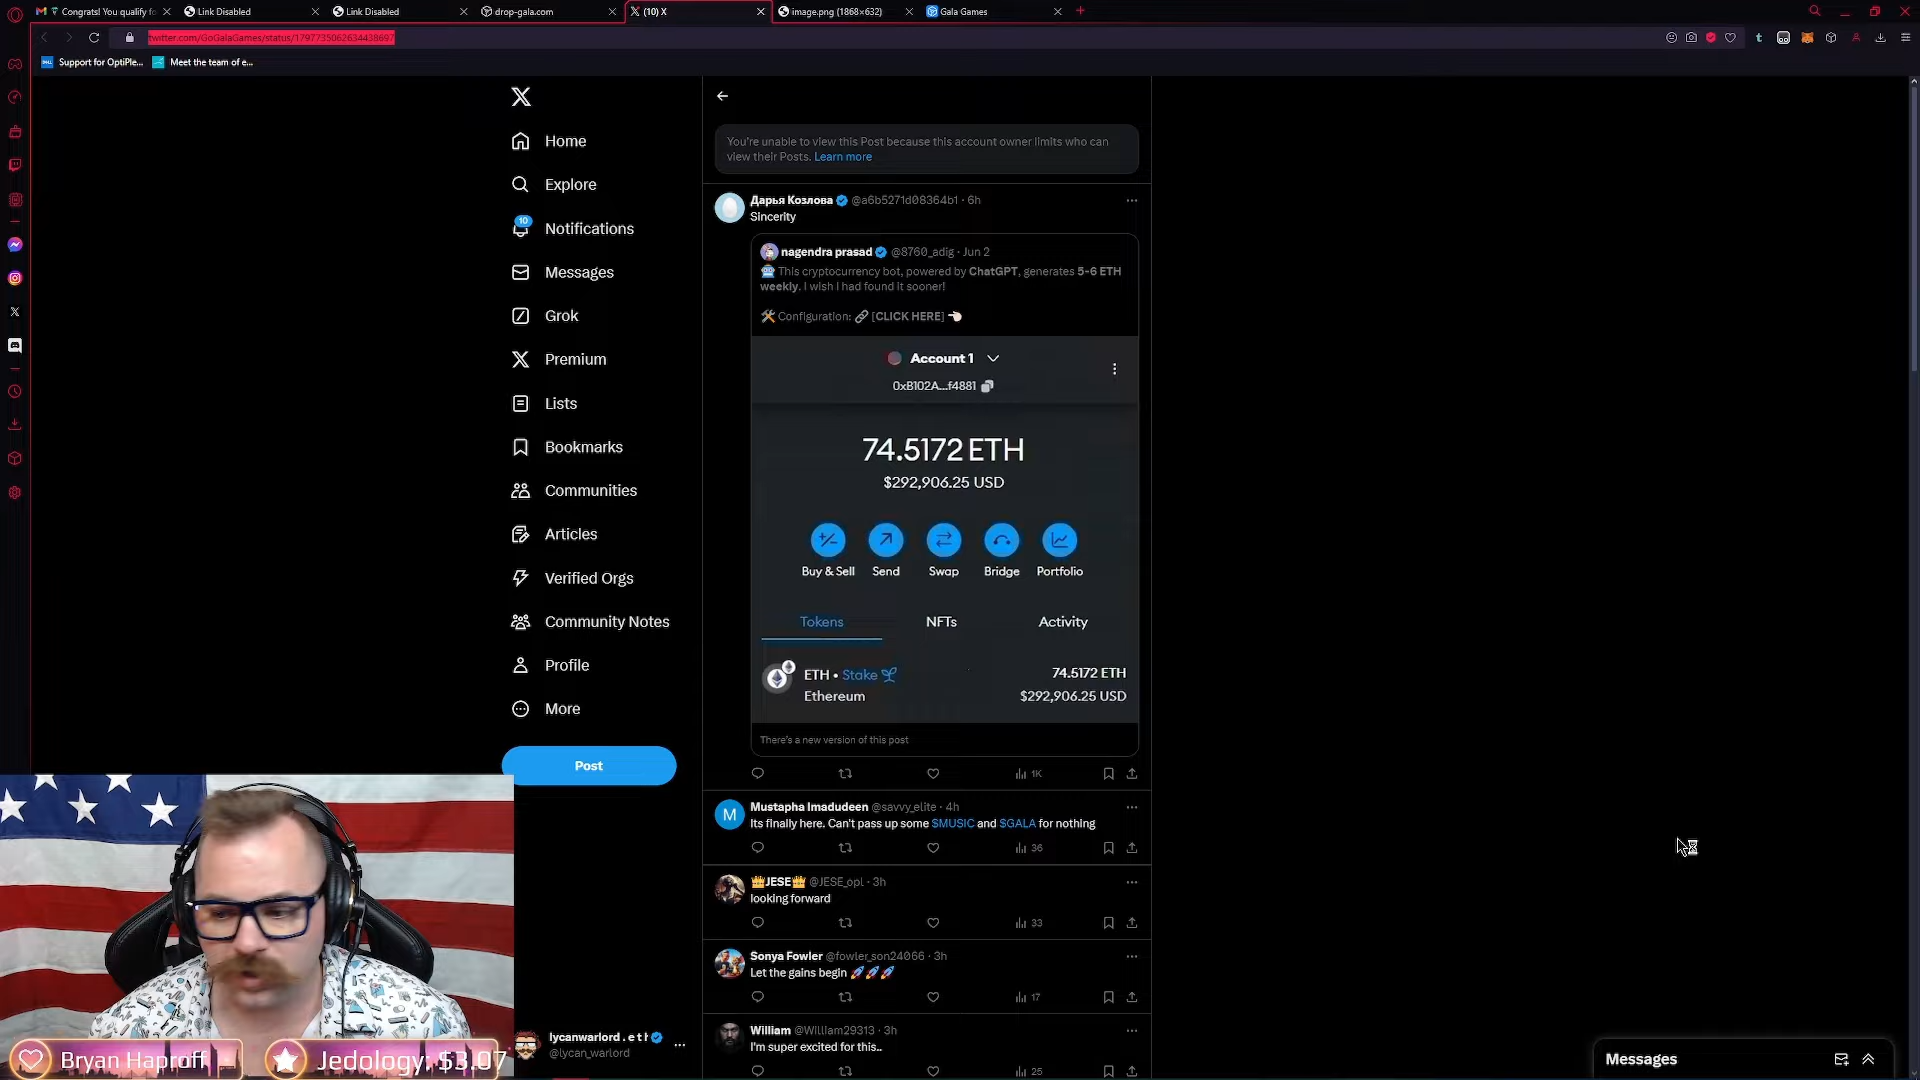 Congrats! You qualify fo
Link Disabled
Link Disabled
drop-gala.com
(10) X
image.png (1868×632)
Gala Games
twitter.com/GoGalaGames/status/1797735062634438697
Support for OptiPle...
Meet the team of e...
Home
Explore
10
Notifications
Messages
Grok
Premium
Lists
Bookmarks
Communities
Articles
Verified Orgs
Community Notes
Profile
More
Post
lycanwarlord.eth
@lycan_warlord
You're unable to view this Post because this account owner limits who can
view their Posts. Learn more
Дарья Козлова @a6b5271d08364b1 · 6h
Sincerity
nagendra prasad @8760_adig · Jun 2
This cryptocurrency bot, powered by ChatGPT, generates 5-6 ETH
weekly. I wish I had found it sooner!
Configuration: [CLICK HERE]
Account 1
0xB102A...f4881
74.5172 ETH
$292,906.25 USD
Buy & Sell Send Swap Bridge Portfolio
Tokens NFTs Activity
ETH • Stake 74.5172 ETH
Ethereum $292,906.25 USD
There's a new version of this post
1K
M
Mustapha Imadudeen @savvy_elite · 4h
Its finally here. Can't pass up some $MUSIC and $GALA for nothing
36
JESE @JESE_opl · 3h
looking forward
33
Sonya Fowler @fowler_son24066 · 3h
Let the gains begin
17
William @William29313 · 3h
I'm super excited for this..
25
Messages
Bryan Haproff
Jedology: $3.07